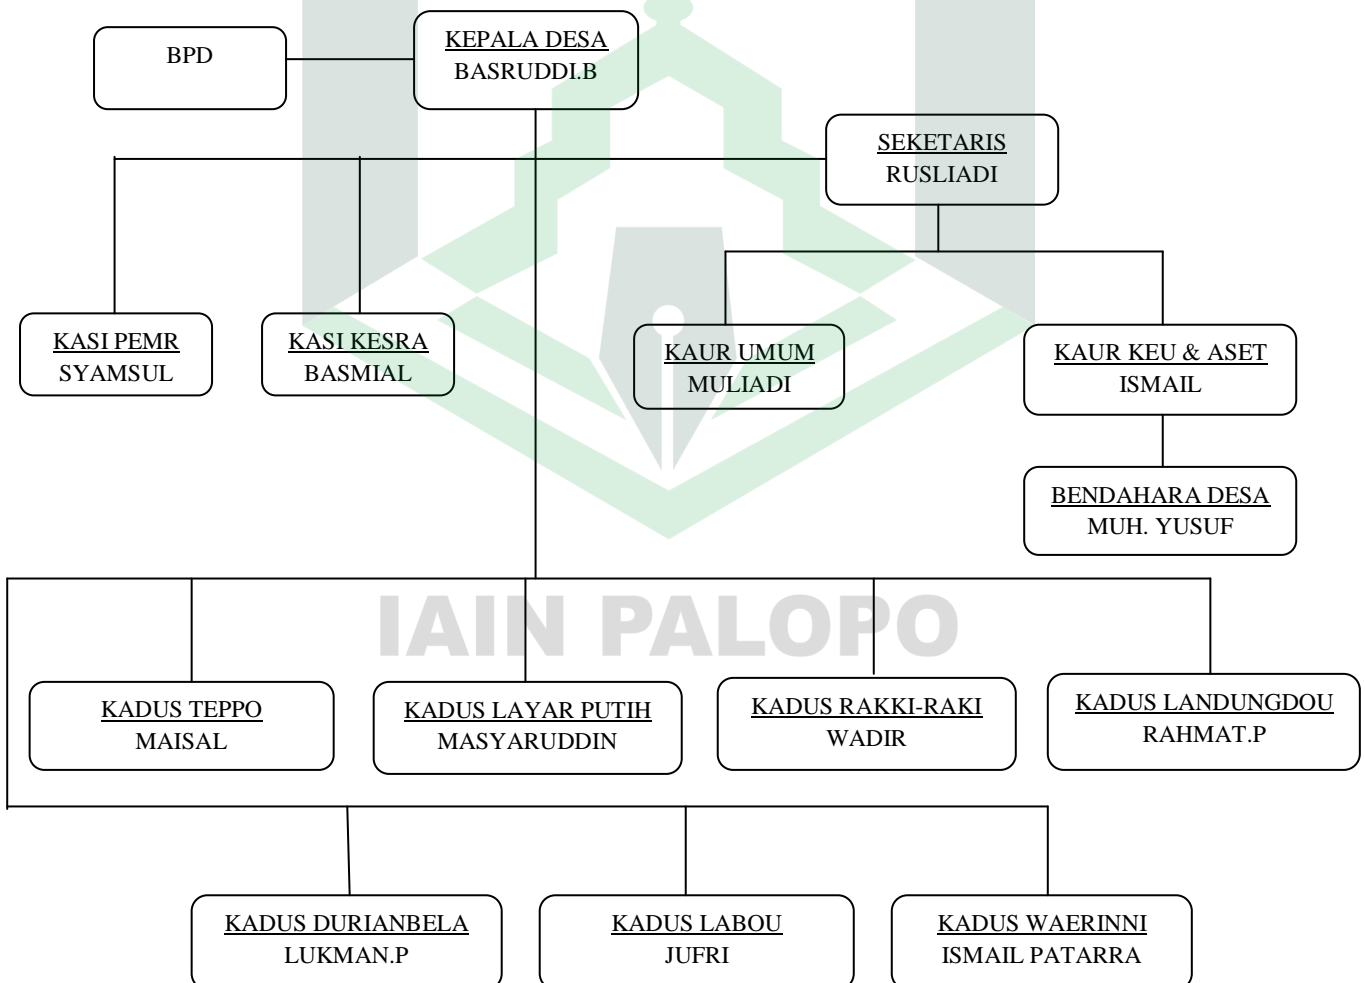 BPD
KEPALA DESA
BASRUDDI.B
SEKETARIS
RUSLIADI
KASI PEMR
SYAMSUL
KASI KESRA
BASMIAL
KAUR UMUM
MULIADI
KAUR KEU & ASET
ISMAIL
BENDAHARA DESA
MUH. YUSUF
IAIN PALOPO
KADUS TEPPO
MAISAL
KADUS LAYAR PUTIH
MASYARUDDIN
KADUS RAKKI-RAKI
WADIR
KADUS LANDUNGDOU
RAHMAT.P
KADUS DURIANBELA
LUKMAN.P
KADUS LABOU
JUFRI
KADUS WAERINNI
ISMAIL PATARRA